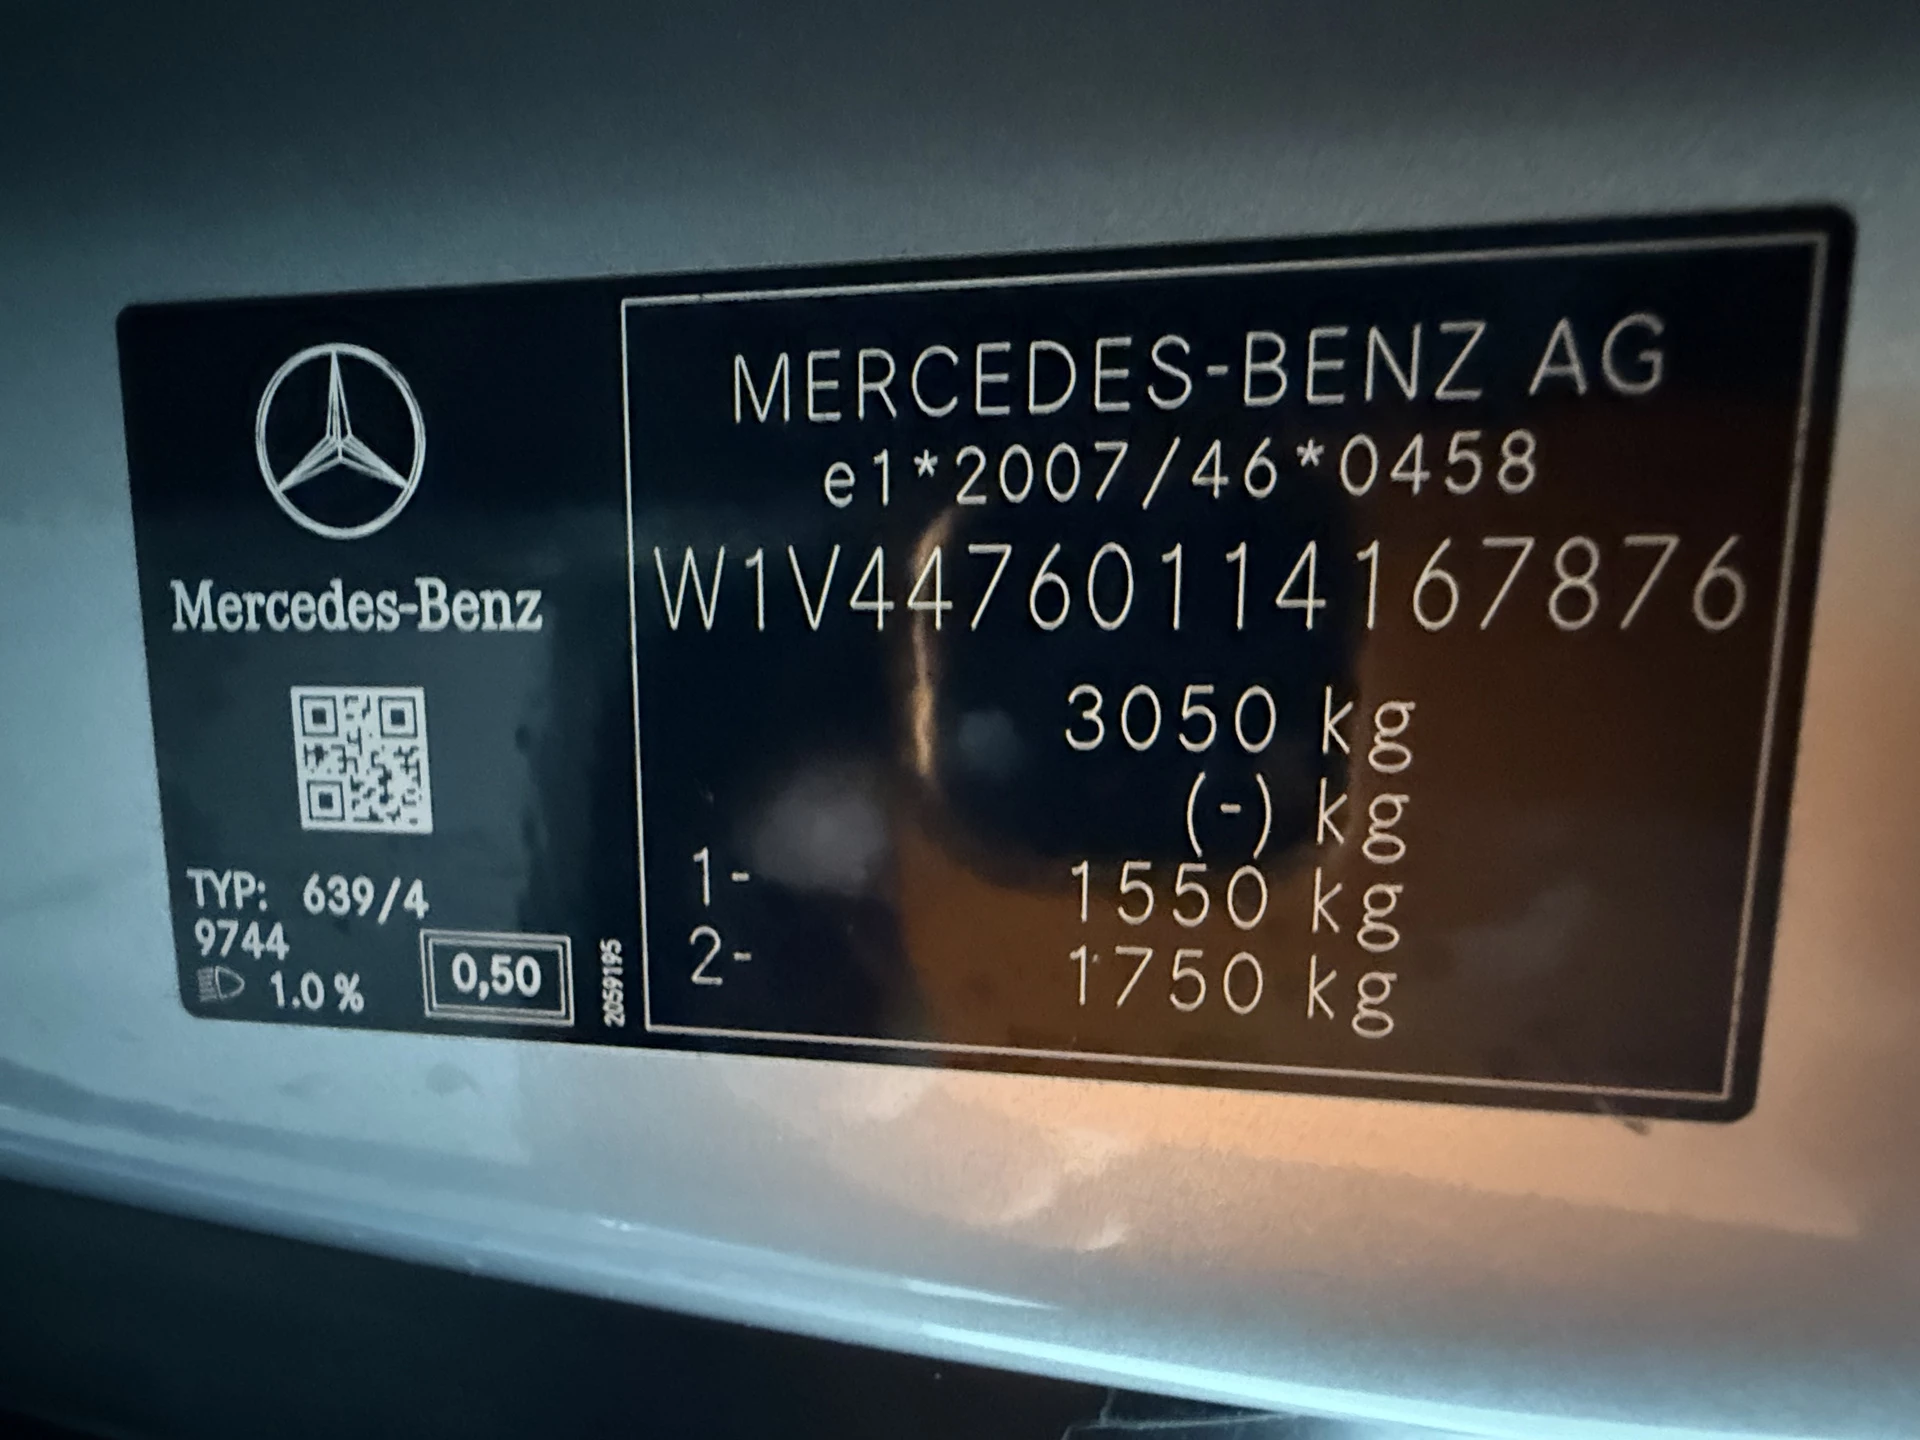 Mercedes-Benz
TYP: 639/4
9744
1.0 %
0,50
2059195
MERCEDES-BENZ AG
e1*2007/46*0458
W1V44760114167876
3050 kg
(-) kg
1- 1550 kg
2- 1750 kg